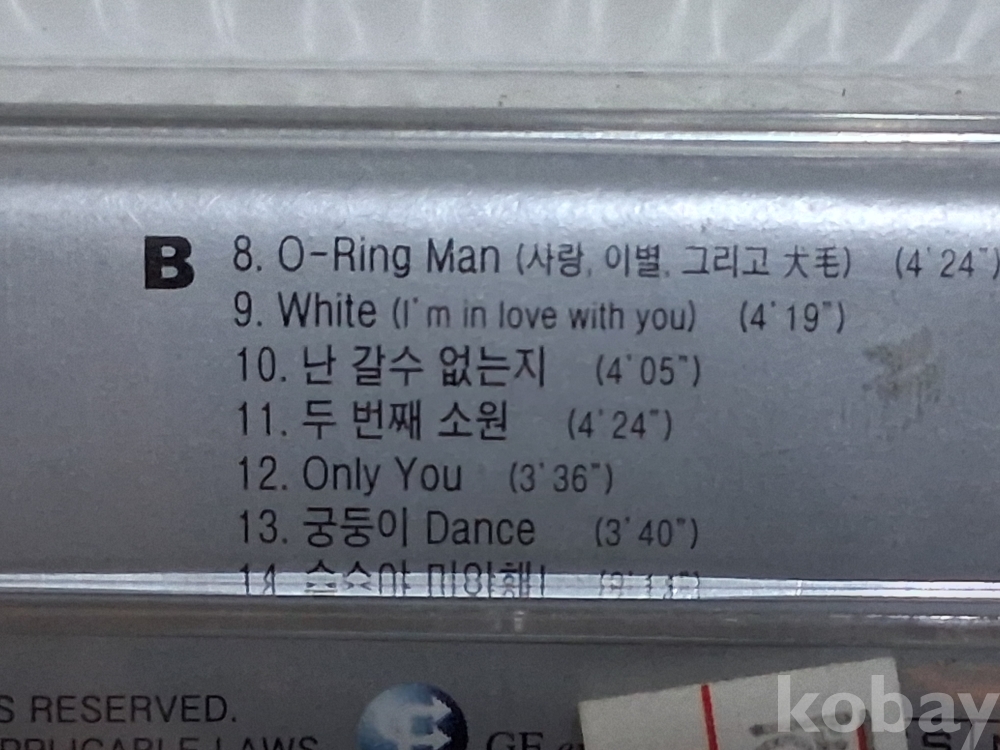 B
8. O-Ring Man (사랑, 이별, 그리고 犬毛) (4'24")
9. White (I'm in love with you) (4'19")
10. 난 갈수 없는지 (4'05")
11. 두 번째 소원 (4'24")
12. Only You (3'36")
13. 궁둥이 Dance (3'40")
14.
S RESERVED.
kobay